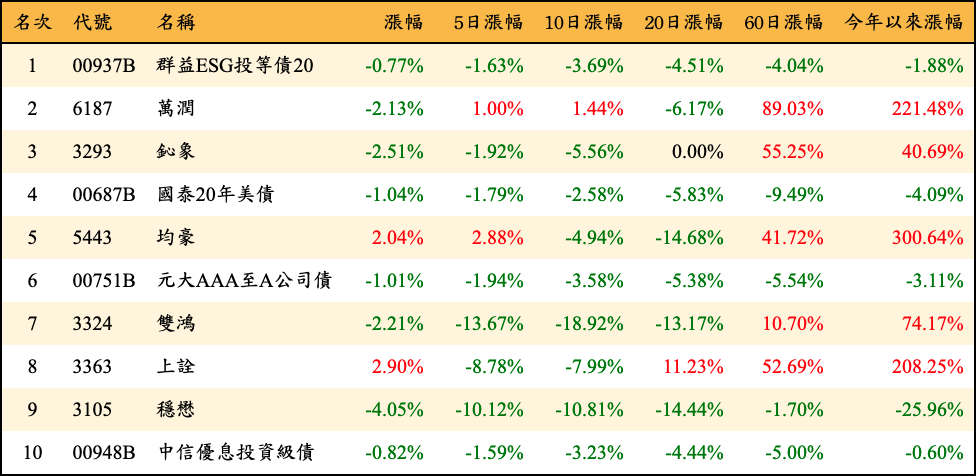 名次 代號 名稱 漲幅 5日漲幅 10日漲幅 20日漲幅 60日漲幅 今年以來漲幅
1 00937B 群益ESG投等債20 -0.77% -1.63% -3.69% -4.51% -4.04% -1.88%
2 6187 萬潤 -2.13% 1.00% 1.44% -6.17% 89.03% 221.48%
3 3293 鈊象 -2.51% -1.92% -5.56% 0.00% 55.25% 40.69%
4 00687B 國泰20年美債 -1.04% -1.79% -2.58% -5.83% -9.49% -4.09%
5 5443 均豪 2.04% 2.88% -4.94% -14.68% 41.72% 300.64%
6 00751B 元大AAA至A公司債 -1.01% -1.94% -3.58% -5.38% -5.54% -3.11%
7 3324 雙鴻 -2.21% -13.67% -18.92% -13.17% 10.70% 74.17%
8 3363 上詮 2.90% -8.78% -7.99% 11.23% 52.69% 208.25%
9 3105 穩懋 -4.05% -10.12% -10.81% -14.44% -1.70% -25.96%
10 00948B 中信優息投資級債 -0.82% -1.59% -3.23% -4.44% -5.00% -0.60%